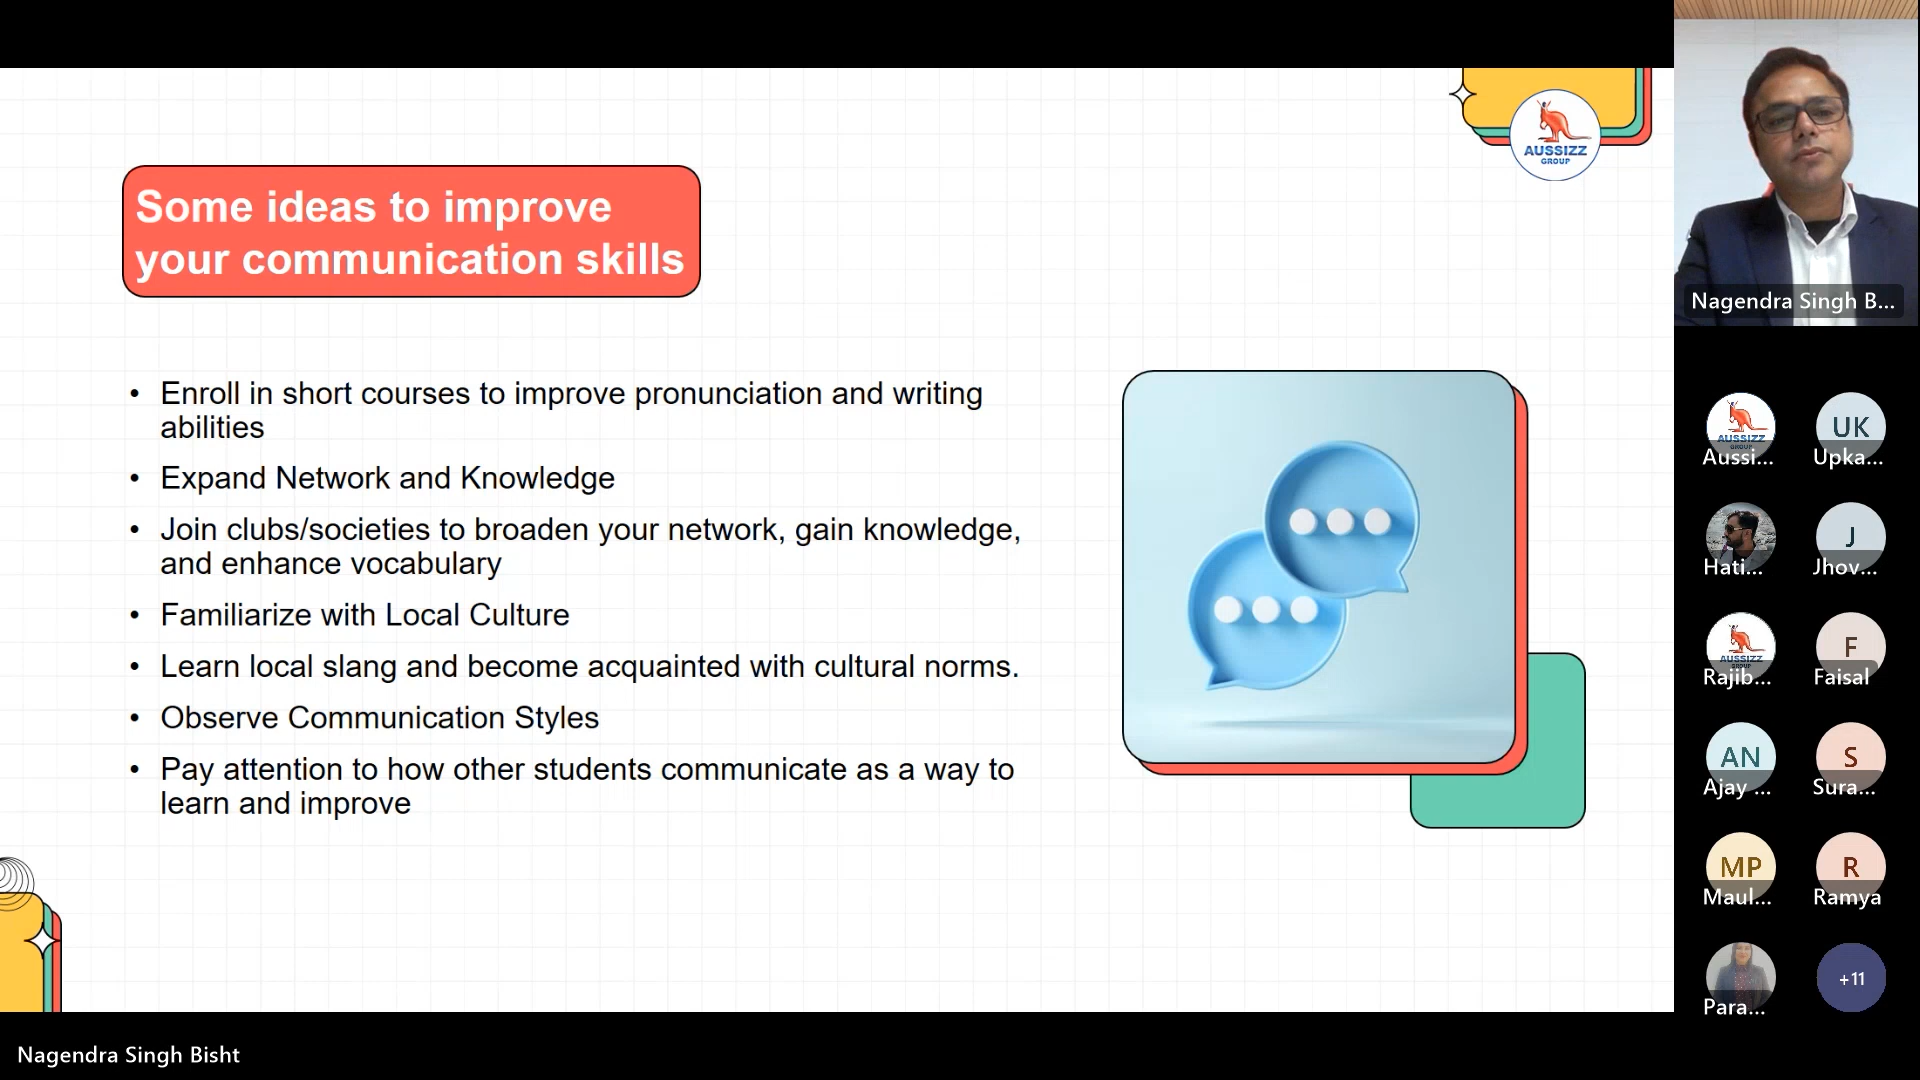 AUSSIZZ
GROUP
Some ideas to improve
your communication skills
• Enroll in short courses to improve pronunciation and writing
abilities
• Expand Network and Knowledge
• Join clubs/societies to broaden your network, gain knowledge,
and enhance vocabulary
• Familiarize with Local Culture
• Learn local slang and become acquainted with cultural norms.
• Observe Communication Styles
• Pay attention to how other students communicate as a way to
learn and improve
Nagendra Singh Bisht
Nagendra Singh B...
AUSSIZZ
GROUP
Aussi...
UK
Upka...
Hati...
J
Jhov...
AUSSIZZ
GROUP
Rajib...
F
Faisal
AN
Ajay ...
S
Sura...
MP
Maul...
R
Ramya
Para...
+11